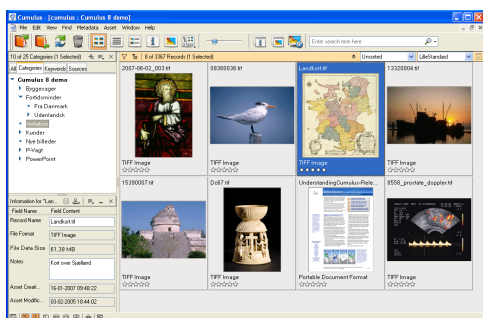 Cumulus - [cumulus : Cumulus 8 demo]
File Edit View Find Metadata Asset Window Help
Enter search term here
10 of 25 Categories (1 Selected)
8 of 3367 Records (1 Selected)
Unsorted
LilleStandard
All Categories Keywords Sources
Cumulus 8 demo
Byggesager
Fortidsminder
Fra Danmark
Udenlandsk
Invitation
Kunder
Nye billeder
P-Vagt
PowerPoint
2007-06-02_003.tif
09360036.tif
Landkort.tif
13320004.tif
TIFF Image
TIFF Image
TIFF Image
TIFF Image
15390007.tif
De67.tif
UnderstandingCumulus-Rele...
8558_prostate_doppler.tif
TIFF Image
TIFF Image
Portable Document Format
TIFF Image
Information for "Lan...
Field Name Field Content
Record Name Landkort.tif
File Format TIFF Image
File Data Size 61,38 MB
Notes Kort over Sjælland
Asset Creati... 16-01-2007 09:48:22
Asset Modific... 03-02-2005 18:44:02